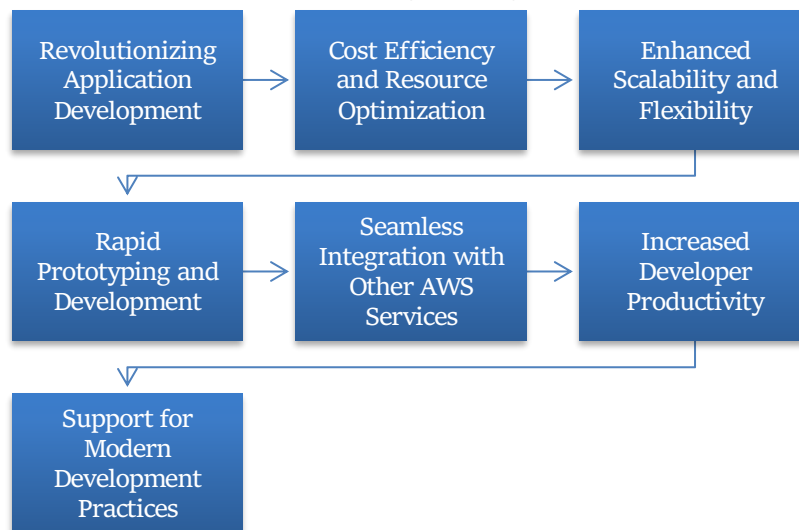 Revolutionizing
Application
Development
Cost Efficiency
and Resource
Optimization
Enhanced
Scalability and
Flexibility
Rapid
Prototyping and
Development
Seamless
Integration with
Other AWS
Services
Increased
Developer
Productivity
Support for
Modern
Development
Practices